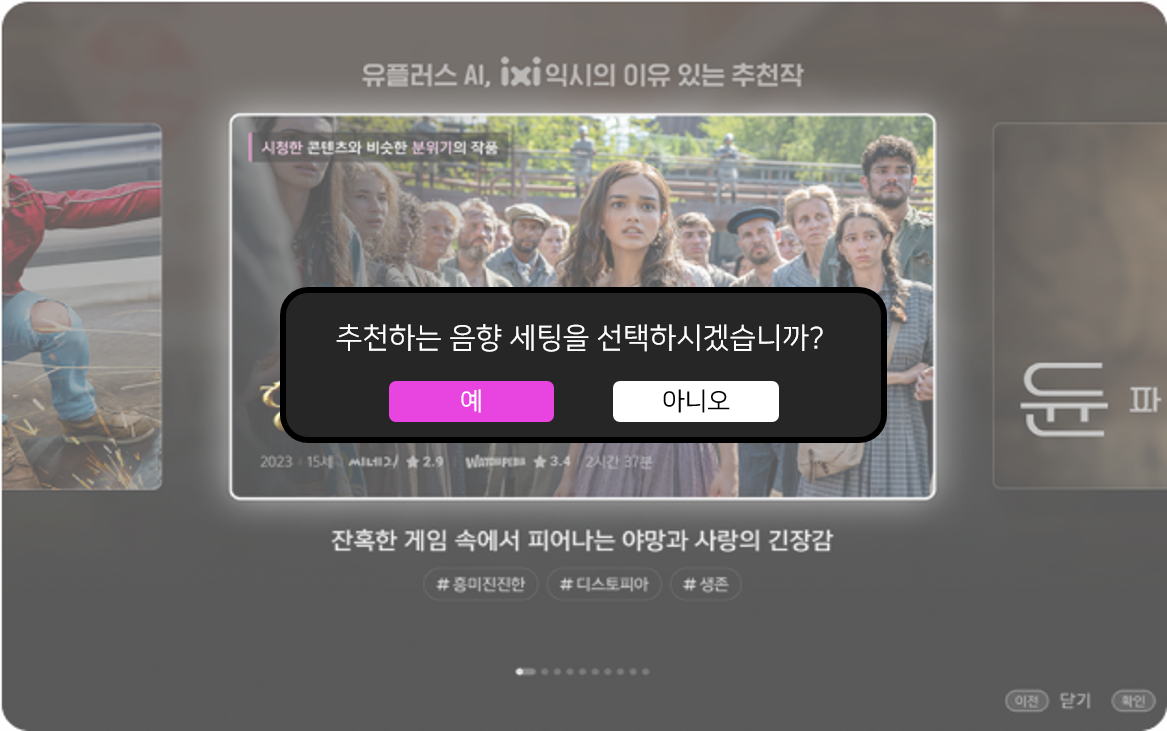 유플러스 AI, ixi 익시의 이유 있는 추천작
시청한 콘텐츠와 비슷한 분위기의 작품
추천하는 음향 세팅을 선택하시겠습니까?
예 아니오
2023 15세 씨네21 ★ 2.9 WATCHAPEDIA ★ 3.4 2시간 37분
듄 파
잔혹한 게임 속에서 피어나는 야망과 사랑의 긴장감
# 흥미진진한 # 디스토피아 # 생존
이전 닫기 확인